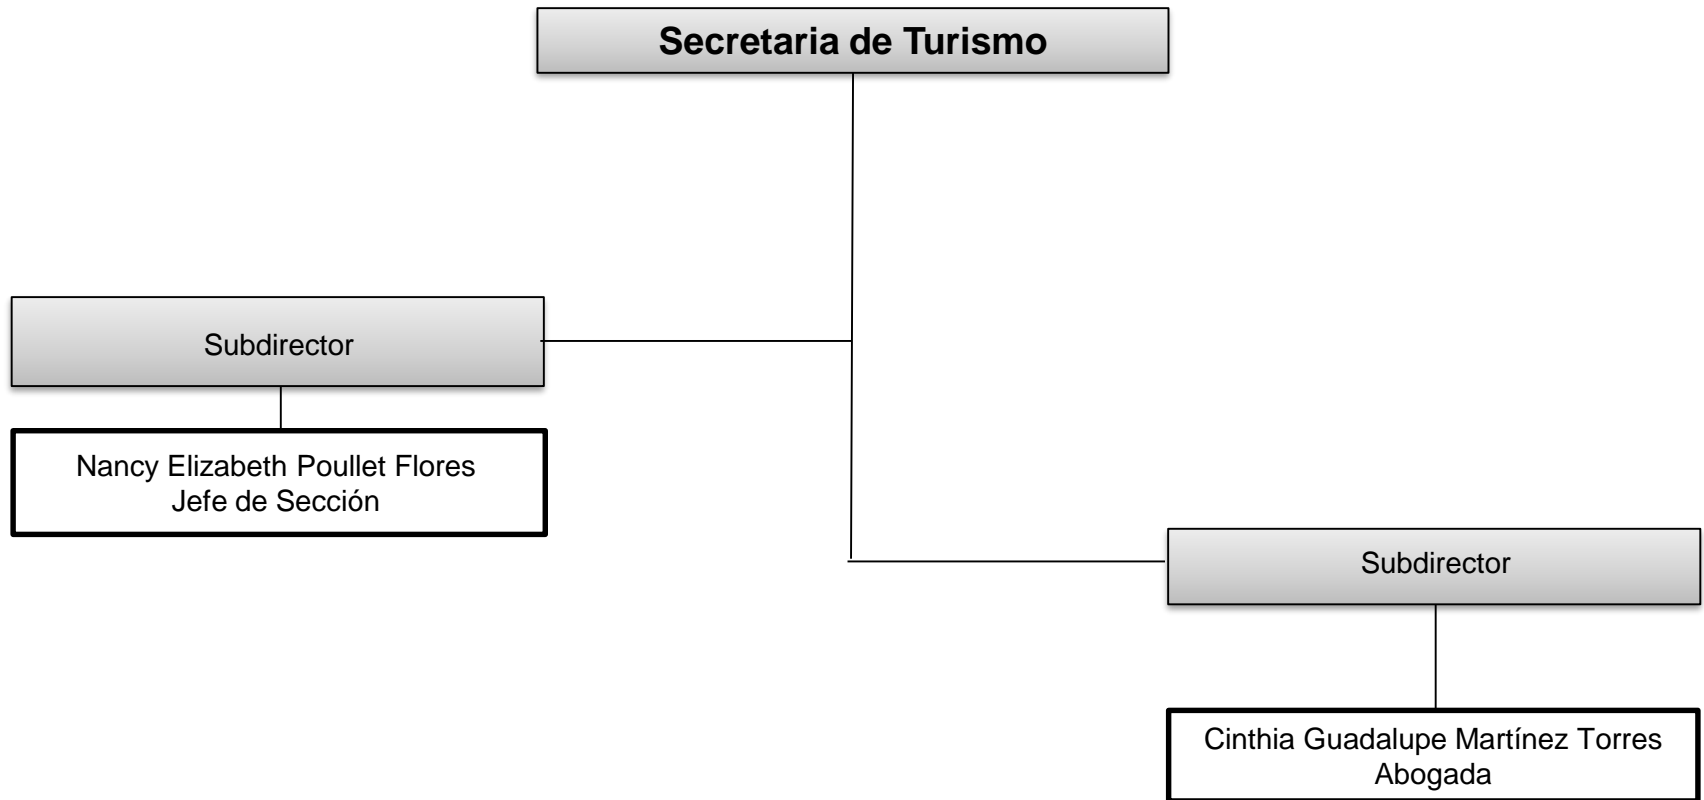 Secretaria de Turismo
Subdirector
Nancy Elizabeth Poullet Flores
Jefe de Sección
Subdirector
Cinthia Guadalupe Martínez Torres
Abogada